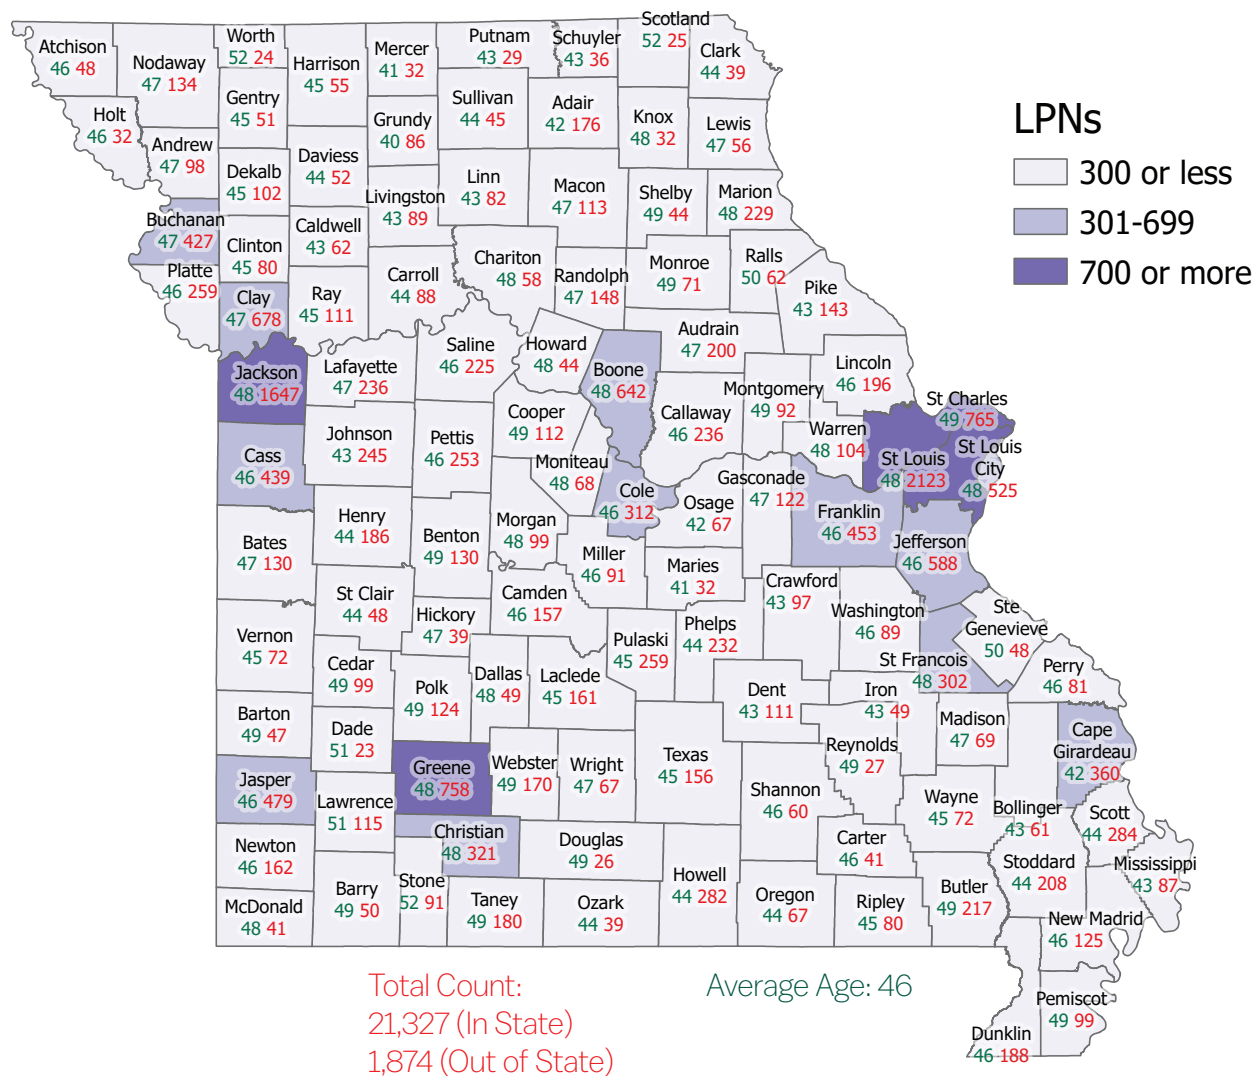 Atchison
46 48
Nodaway
47 134
Worth
52 24
Harrison
45 55
Mercer
41 32
Putnam
43 29
Schuyler
43 36
Scotland
52 25
Clark
44 39
Holt
46 32
Andrew
47 98
Gentry
45 51
Grundy
40 86
Sullivan
44 45
Adair
42 176
Knox
48 32
Lewis
47 56
Dekalb
45 102
Daviess
44 52
Livingston
43 89
Linn
43 82
Macon
47 113
Shelby
49 44
Marion
48 229
Buchanan
47 427
Clinton
45 80
Caldwell
43 62
Platte
46 259
Clay
47 678
Ray
45 111
Carroll
44 88
Chariton
48 58
Randolph
47 148
Monroe
49 71
Ralls
50 62
Pike
43 143
Jackson
48 1647
Lafayette
47 236
Saline
46 225
Howard
48 44
Boone
48 642
Audrain
47 200
Lincoln
46 196
Montgomery
49 92
Callaway
46 236
Warren
48 104
St Charles
49 765
St Louis
48 2123
St Louis
City
48 525
Cass
46 439
Johnson
43 245
Pettis
46 253
Cooper
49 112
Moniteau
48 68
Cole
46 312
Osage
42 67
Gasconade
47 122
Franklin
46 453
Jefferson
46 588
Bates
47 130
Henry
44 186
Benton
49 130
Morgan
48 99
Miller
46 91
Maries
41 32
Crawford
43 97
Washington
46 89
Ste
Genevieve
50 48
St Clair
44 48
Hickory
47 39
Camden
46 157
Pulaski
45 259
Phelps
44 232
St Francois
48 302
Perry
46 81
Vernon
45 72
Cedar
49 99
Polk
49 124
Dallas
48 49
Laclede
45 161
Dent
43 111
Iron
43 49
Madison
47 69
Cape
Girardeau
42 360
Barton
49 47
Dade
51 23
Greene
48 758
Webster
49 170
Wright
47 67
Texas
45 156
Reynolds
49 27
Shannon
46 60
Wayne
45 72
Bollinger
43 61
Scott
44 284
Jasper
46 479
Lawrence
51 115
Christian
48 321
Douglas
49 26
Carter
46 41
Stoddard
44 208
Mississippi
43 87
Newton
46 162
McDonald
48 41
Barry
49 50
Stone
52 91
Taney
49 180
Ozark
44 39
Howell
44 282
Oregon
44 67
Ripley
45 80
Butler
49 217
New Madrid
46 125
Pemiscot
49 99
Dunklin
46 188
LPNs
300 or less
301-699
700 or more
Total Count:
21,327 (In State)
1,874 (Out of State)
Average Age: 46